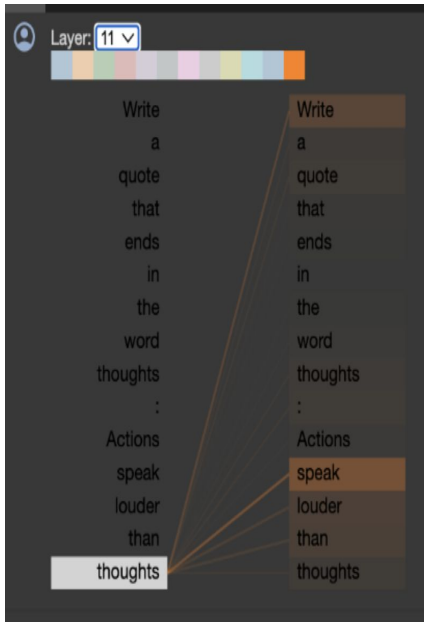 Layer: 11
Write Write
a a
quote quote
that that
ends ends
in in
the the
word word
thoughts thoughts
: :
Actions Actions
speak speak
louder louder
than than
thoughts thoughts